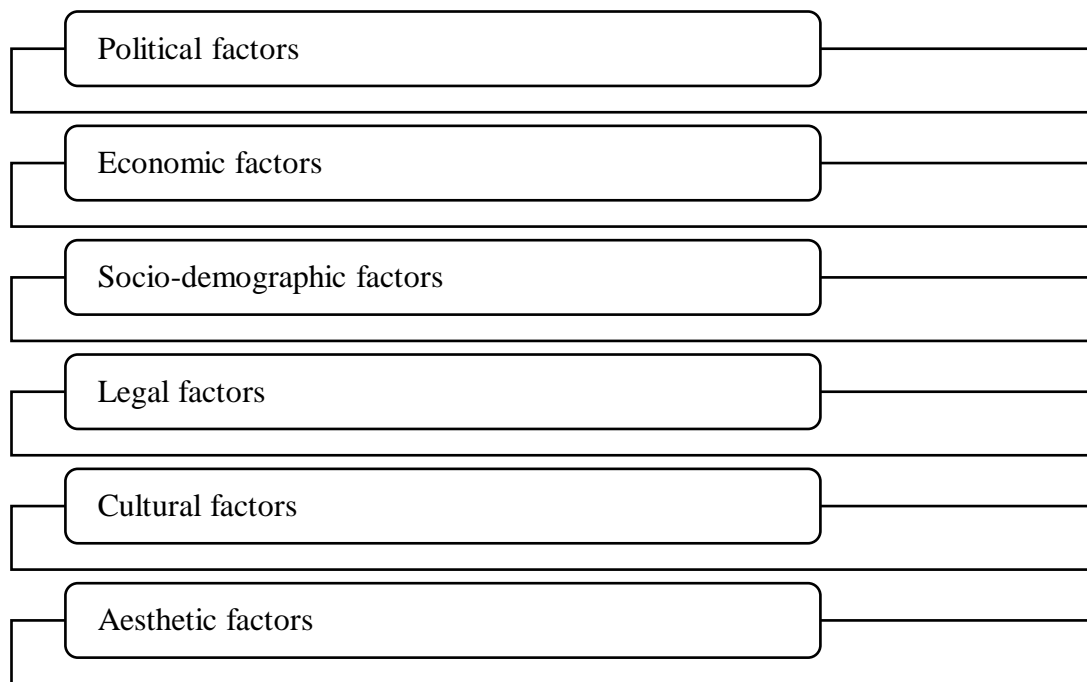 Political factors
Economic factors
Socio-demographic factors
Legal factors
Cultural factors
Aesthetic factors